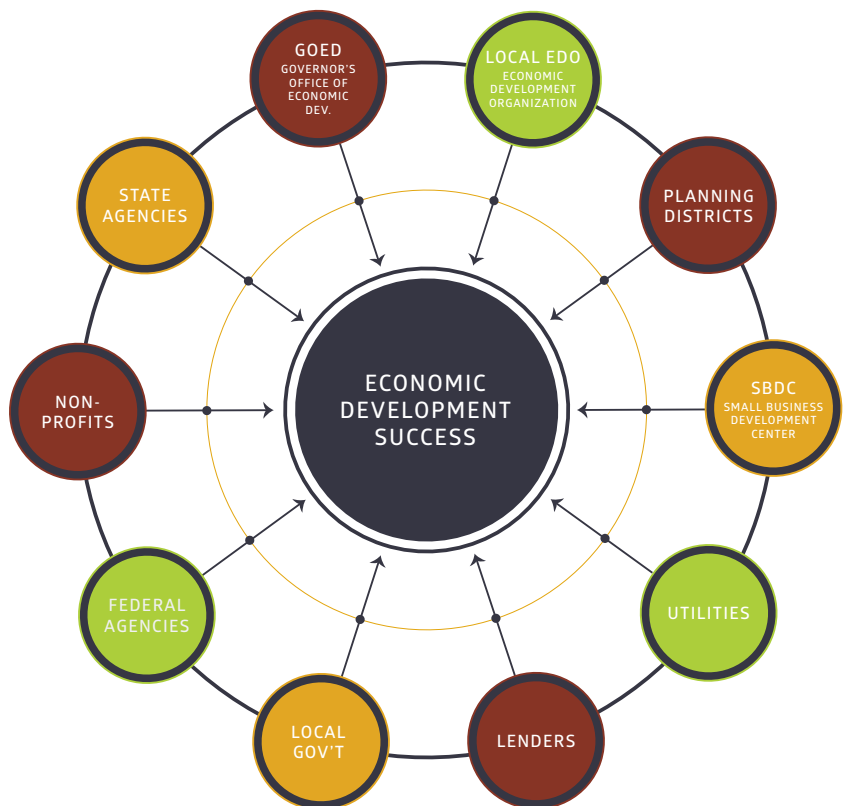 GOED
GOVERNOR'S
OFFICE OF
ECONOMIC
DEV.
LOCAL EDO
ECONOMIC
DEVELOPMENT
ORGANIZATION
STATE
AGENCIES
PLANNING
DISTRICTS
NON-
PROFITS
ECONOMIC
DEVELOPMENT
SUCCESS
SBDC
SMALL BUSINESS
DEVELOPMENT
CENTER
FEDERAL
AGENCIES
UTILITIES
LOCAL
GOV'T
LENDERS